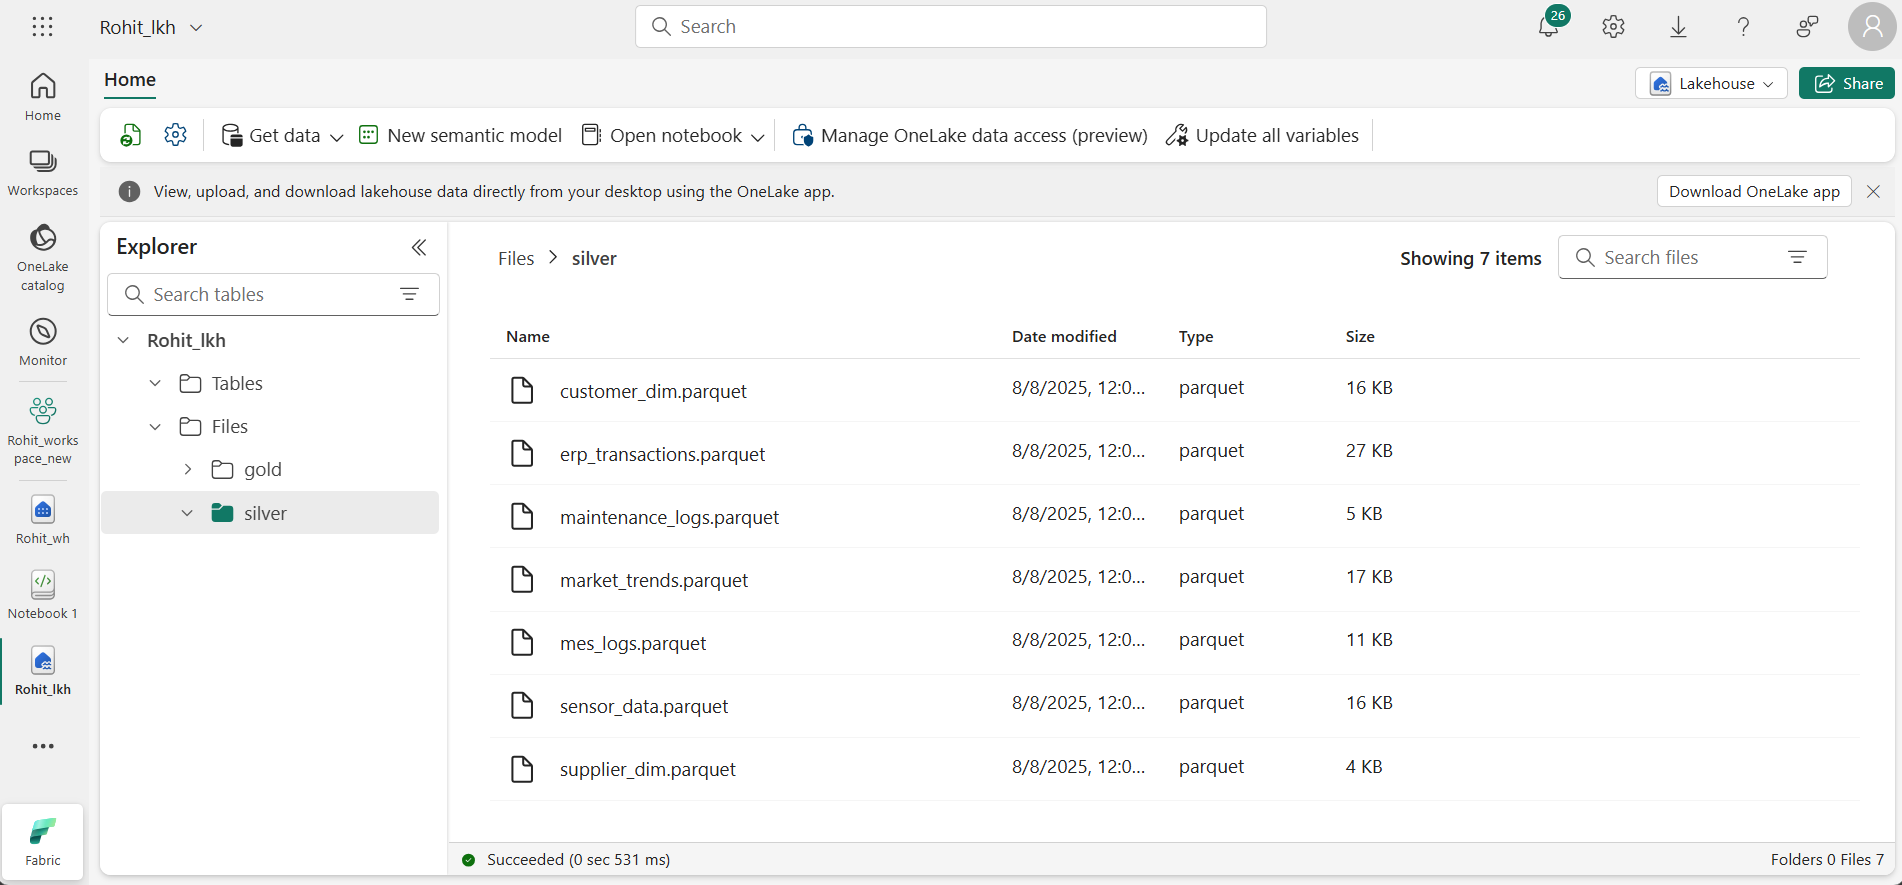 Rohit_lkh
Search
26
Home
Workspaces
OneLake
catalog
Monitor
Rohit_works
pace_new
Rohit_wh
Notebook 1
Rohit_lkh
Fabric
Home
Lakehouse
Share
Get data
New semantic model
Open notebook
Manage OneLake data access (preview)
Update all variables
View, upload, and download lakehouse data directly from your desktop using the OneLake app.
Download OneLake app
Explorer
Search tables
Rohit_lkh
Tables
Files
gold
silver
Files > silver
Showing 7 items
Search files
Name Date modified Type Size
customer_dim.parquet 8/8/2025, 12:0... parquet 16 KB
erp_transactions.parquet 8/8/2025, 12:0... parquet 27 KB
maintenance_logs.parquet 8/8/2025, 12:0... parquet 5 KB
market_trends.parquet 8/8/2025, 12:0... parquet 17 KB
mes_logs.parquet 8/8/2025, 12:0... parquet 11 KB
sensor_data.parquet 8/8/2025, 12:0... parquet 16 KB
supplier_dim.parquet 8/8/2025, 12:0... parquet 4 KB
Succeeded (0 sec 531 ms)
Folders 0 Files 7